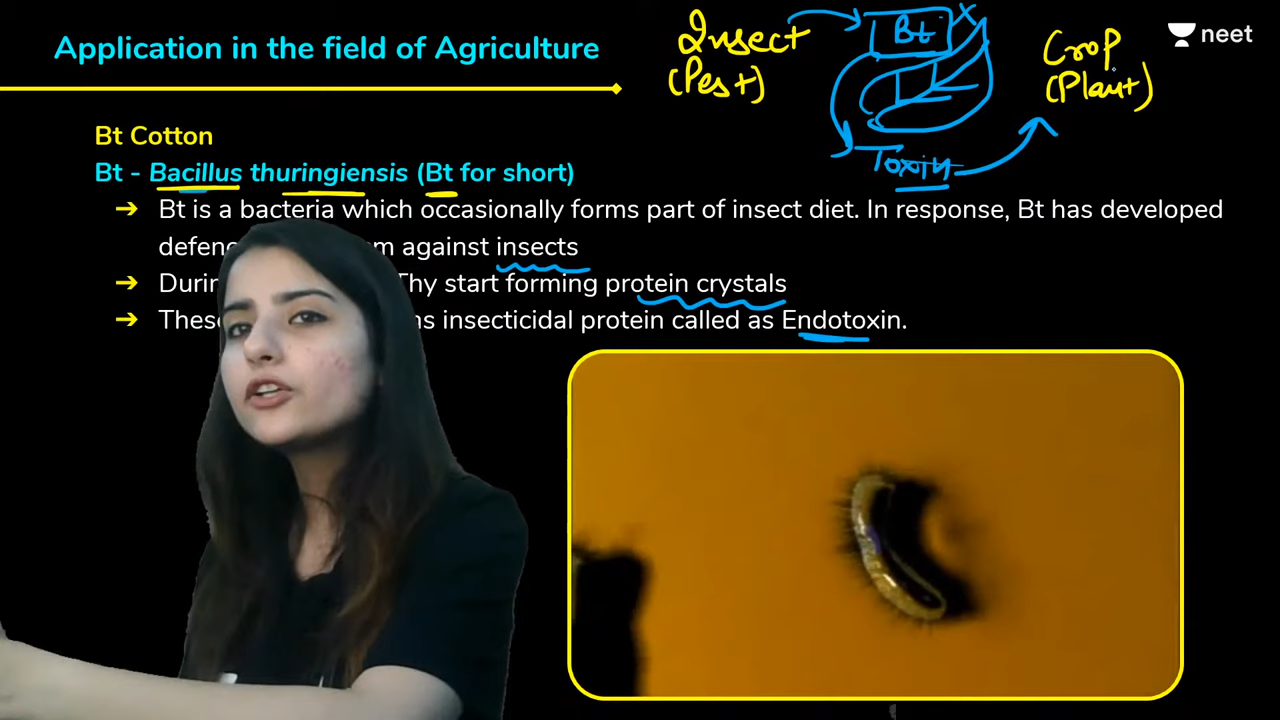 Application in the field of Agriculture
Insect
(Pest)
Bt
X
Toxin
Crop
(Plant)
neet
Bt Cotton
Bt - Bacillus thuringiensis (Bt for short)
➔ Bt is a bacteria which occasionally forms part of insect diet. In response, Bt has developed
against insects
Thy start forming protein crystals
insecticidal protein called as Endotoxin.